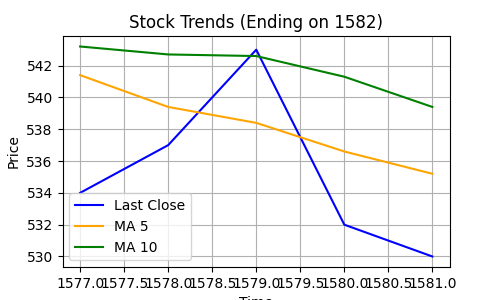 Stock Trends (Ending on 1582)
Price
542
540
538
536
534
532
530
Last Close
MA 5
MA 10
1577.0 1577.5 1578.0 1578.5 1579.0 1579.5 1580.0 1580.5 1581.0
Time